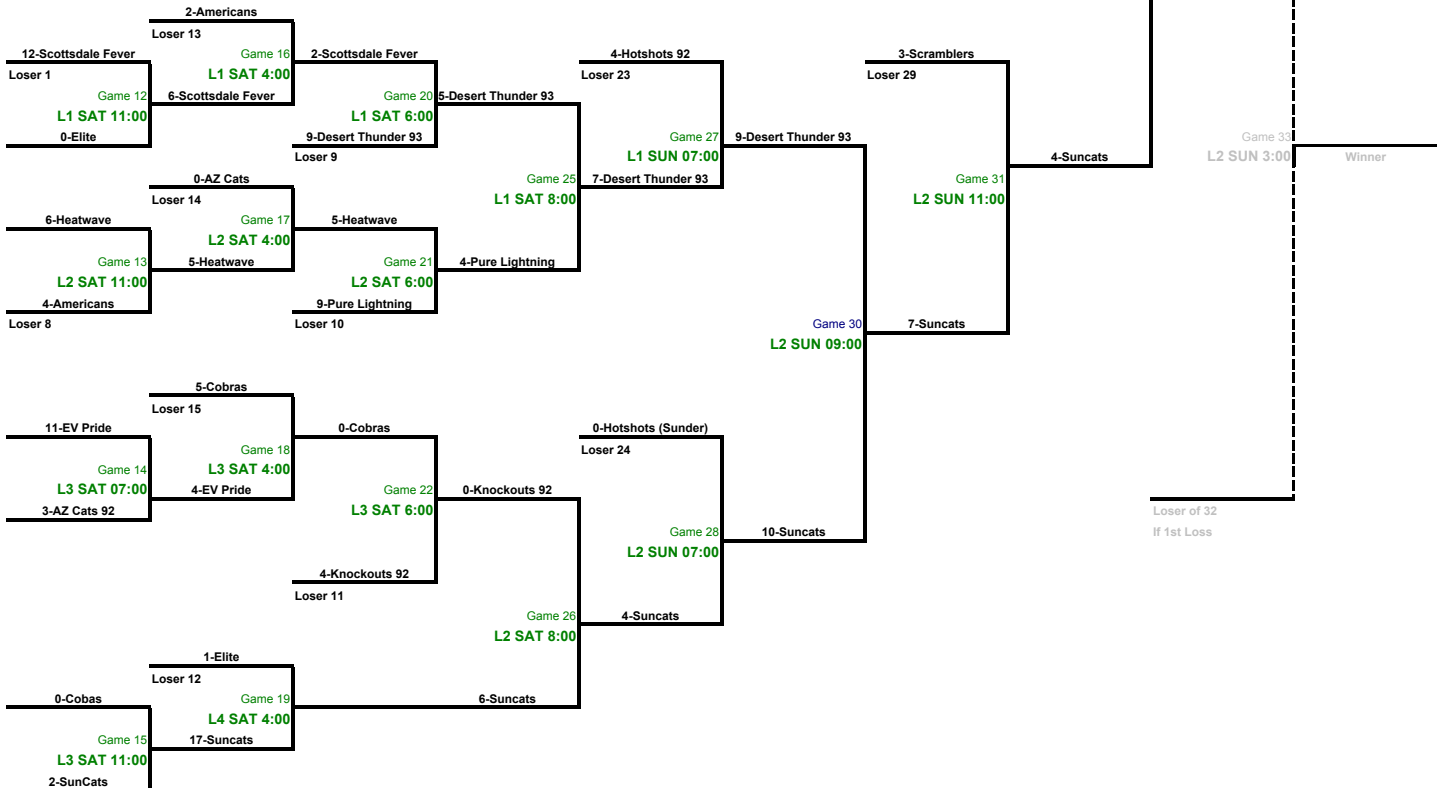 2-Americans
Loser 13
12-Scottsdale Fever
Game 16
2-Scottsdale Fever
4-Hotshots 92
3-Scramblers
Loser 1
L1 SAT 4:00
Loser 23
Loser 29
Game 12
6-Scottsdale Fever
Game 20
5-Desert Thunder 93
L1 SAT 11:00
L1 SAT 6:00
0-Elite
9-Desert Thunder 93
Game 27
9-Desert Thunder 93
Game 33
Loser 9
L1 SUN 07:00
4-Suncats
L2 SUN 3:00
Winner
0-AZ Cats
Game 25
7-Desert Thunder 93
Game 31
Loser 14
L1 SAT 8:00
L2 SUN 11:00
6-Heatwave
Game 17
5-Heatwave
L2 SAT 4:00
Game 13
5-Heatwave
Game 21
4-Pure Lightning
L2 SAT 11:00
L2 SAT 6:00
4-Americans
9-Pure Lightning
Loser 8
Loser 10
Game 30
7-Suncats
L2 SUN 09:00
5-Cobras
Loser 15
11-EV Pride
0-Cobras
0-Hotshots (Sunder)
Game 18
Loser 24
Game 14
L3 SAT 4:00
L3 SAT 07:00
4-EV Pride
Game 22
0-Knockouts 92
3-AZ Cats 92
L3 SAT 6:00
Loser of 32
Game 28
10-Suncats
If 1st Loss
L2 SUN 07:00
4-Knockouts 92
Loser 11
Game 26
4-Suncats
L2 SAT 8:00
1-Elite
Loser 12
0-Cobas
Game 19
6-Suncats
L4 SAT 4:00
Game 15
17-Suncats
L3 SAT 11:00
2-SunCats